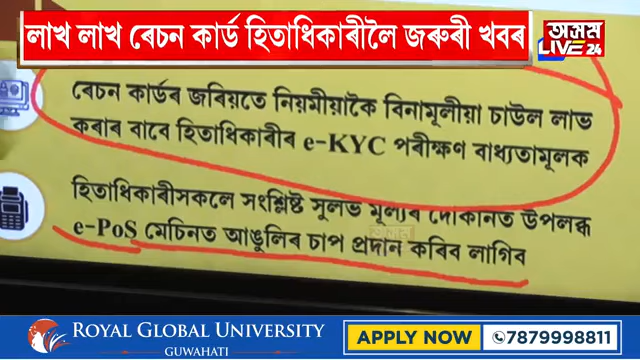 লাখ লাখ ৰেচন কাৰ্ড হিতাধিকাৰীলৈ জৰুৰী খবৰ
অসম
LIVE 24
ৰেচন কাৰ্ডৰ জৰিয়তে নিয়মীয়াকৈ বিনামূলীয়া চাউল লাভ
কৰাৰ বাবে হিতাধিকাৰীৰ e-KYC পৰীক্ষণ বাধ্যতামূলক
হিতাধিকাৰীসকলে সংশ্লিষ্ট সুলভ মূল্যৰ দোকানত উপলব্ধ
e-PoS মেচিনত আঙুলিৰ চাপ প্ৰদান কৰিব লাগিব
ROYAL GLOBAL UNIVERSITY
GUWAHATI
APPLY NOW
7879998811